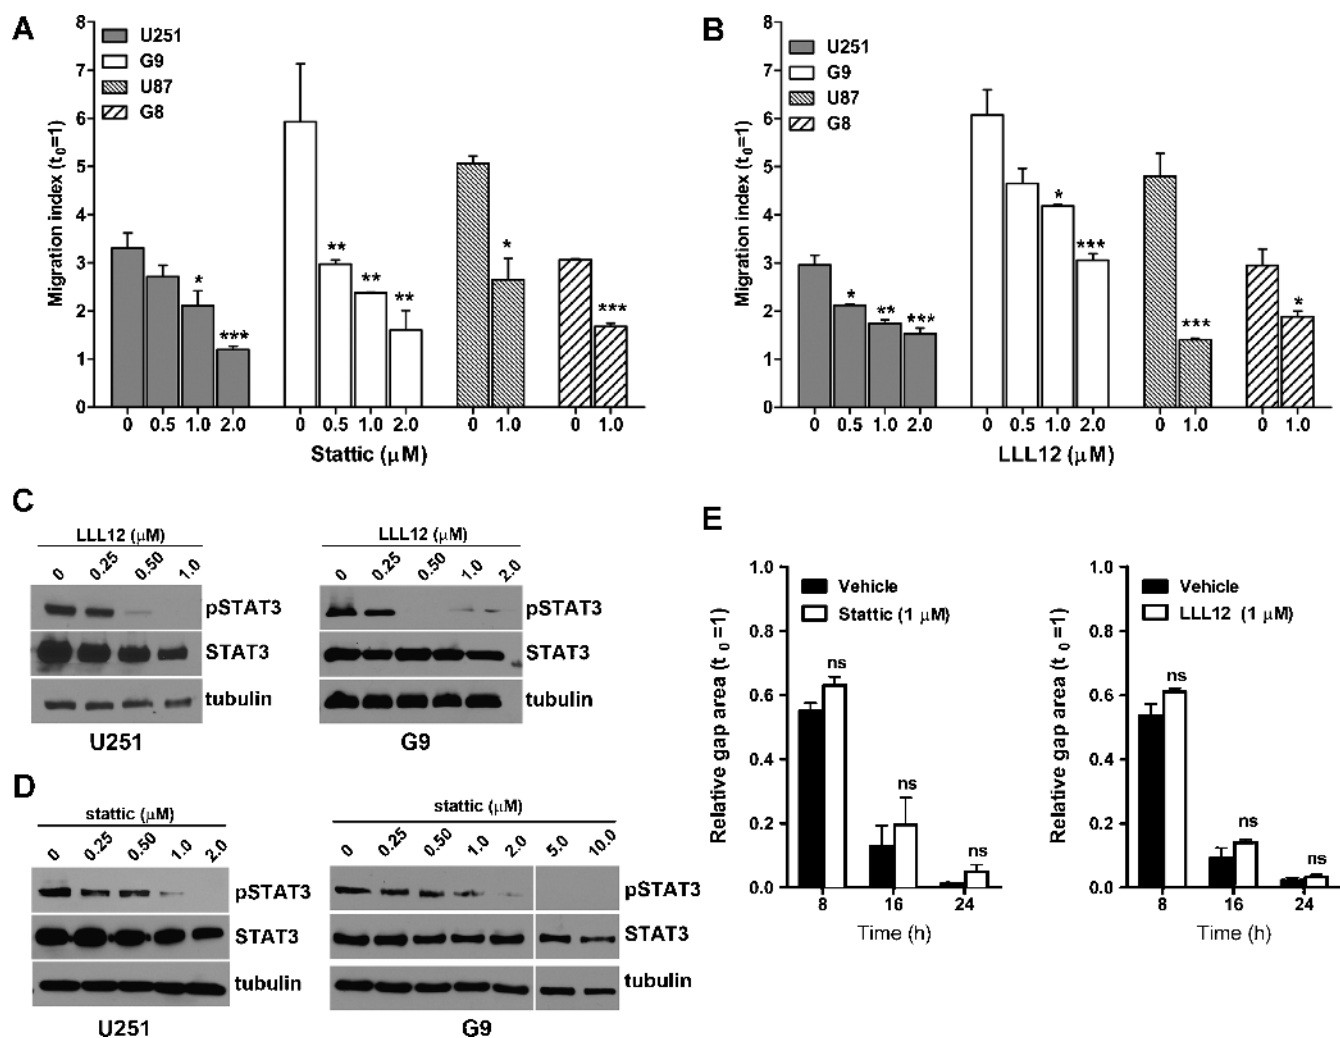 A
8
7
6
5
4
3
2
1
0
Migration index (t0=1)
U251
G9
U87
G8
*
***
**
**
**
*
***
0 0.5 1.0 2.0 0 0.5 1.0 2.0 0 1.0 0 1.0
Stattic (μM)
B
8
7
6
5
4
3
2
1
0
Migration index (t0=1)
U251
G9
U87
G8
*
**
***
*
***
***
*
0 0.5 1.0 2.0 0 0.5 1.0 2.0 0 1.0 0 1.0
LLL12 (μM)
C
LLL12 (μM)
0 0.25 0.50 1.0
pSTAT3
STAT3
tubulin
U251
LLL12 (μM)
0 0.25 0.50 1.0 2.0
pSTAT3
STAT3
tubulin
G9
D
stattic (μM)
0 0.25 0.50 1.0 2.0
pSTAT3
STAT3
tubulin
U251
stattic (μM)
0 0.25 0.50 1.0 2.0 5.0 10.0
pSTAT3
STAT3
tubulin
G9
E
1.0
0.8
0.6
0.4
0.2
0.0
Relative gap area (t 0 =1)
Vehicle
Stattic (1 μM)
ns
ns
ns
8 16 24
Time (h)
1.0
0.8
0.6
0.4
0.2
0.0
Relative gap area (t 0 =1)
Vehicle
LLL12 (1 μM)
ns
ns
ns
8 16 24
Time (h)